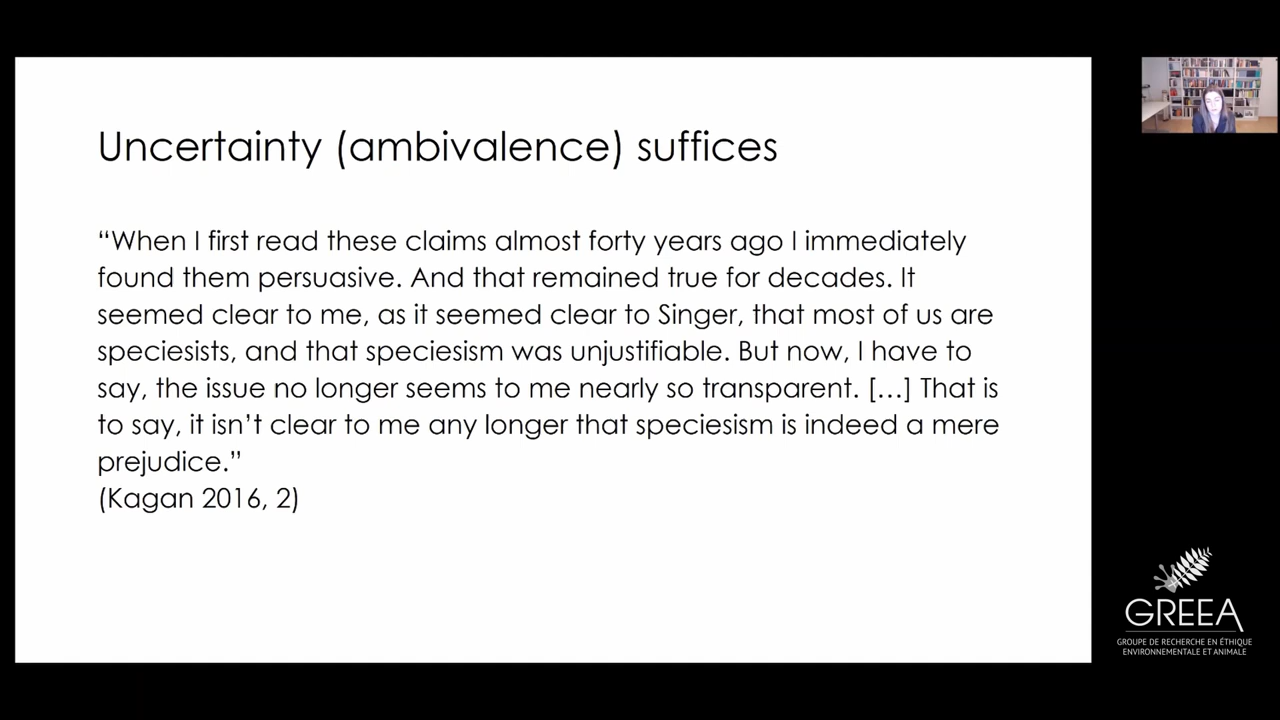 Uncertainty (ambivalence) suffices
“When I first read these claims almost forty years ago I immediately
found them persuasive. And that remained true for decades. It
seemed clear to me, as it seemed clear to Singer, that most of us are
speciesists, and that speciesism was unjustifiable. But now, I have to
say, the issue no longer seems to me nearly so transparent. […] That is
to say, it isn’t clear to me any longer that speciesism is indeed a mere
prejudice.”
(Kagan 2016, 2)
GREEA
GROUPE DE RECHERCHE EN ÉTHIQUE
ENVIRONNEMENTALE ET ANIMALE